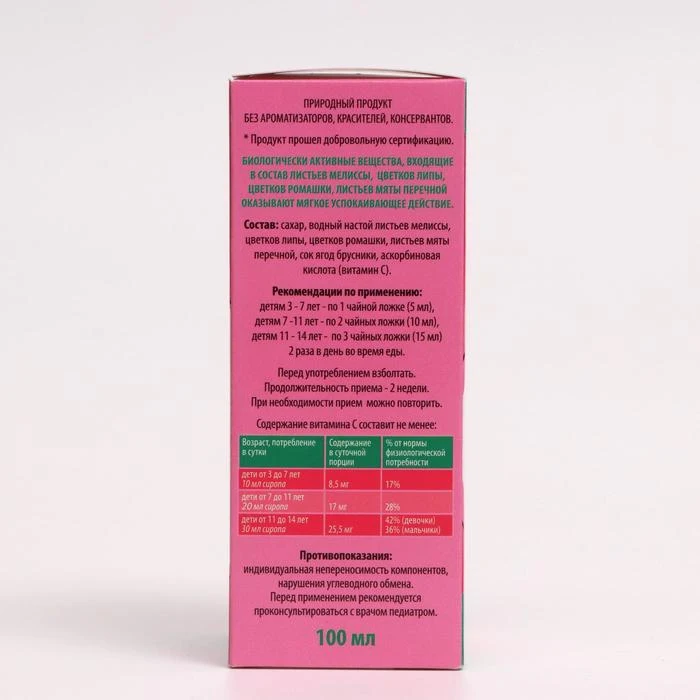 ПРИРОДНЫЙ ПРОДУКТ
БЕЗ АРОМАТИЗАТОРОВ, КРАСИТЕЛЕЙ, КОНСЕРВАНТОВ.
* Продукт прошел добровольную сертификацию.
БИОЛОГИЧЕСКИ АКТИВНЫЕ ВЕЩЕСТВА, ВХОДЯЩИЕ
В СОСТАВ ЛИСТЬЕВ МЕЛИССЫ, ЦВЕТКОВ ЛИПЫ,
ЦВЕТКОВ РОМАШКИ, ЛИСТЬЕВ МЯТЫ ПЕРЕЧНОЙ
ОКАЗЫВАЮТ МЯГКОЕ УСПОКАИВАЮЩЕЕ ДЕЙСТВИЕ.
Состав: сахар, водный настой листьев мелиссы,
цветков липы, цветков ромашки, листьев мяты
перечной, сок ягод брусники, аскорбиновая
кислота (витамин С).
Рекомендации по применению:
детям 3 - 7 лет - по 1 чайной ложке (5 мл),
детям 7 -11 лет - по 2 чайных ложки (10 мл),
детям 11 - 14 лет - по 3 чайных ложки (15 мл)
2 раза в день во время еды.
Перед употреблением взболтать.
Продолжительность приема - 2 недели.
При необходимости прием можно повторить.
Содержание витамина С составит не менее:
Возраст, потребление в сутки Содержание в суточной порции % от нормы физиологической потребности
дети от 3 до 7 лет
10 мл сиропа 8,5 мг 17%
дети от 7 до 11 лет
20 мл сиропа 17 мг 28%
дети от 11 до 14 лет 42% (девочки)
30 мл сиропа 25,5 мг 36% (мальчики)
Противопоказания:
индивидуальная непереносимость компонентов,
нарушения углеводного обмена.
Перед применением рекомендуется
проконсультироваться с врачом педиатром.
100 мл